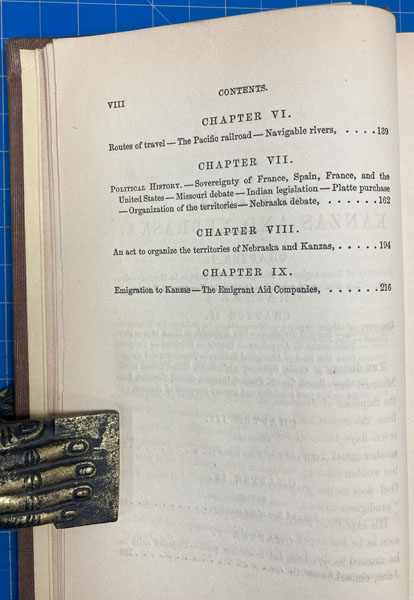 VIII
CONTENTS.
CHAPTER VI.
Routes of travel — The Pacific railroad — Navigable rivers, . . . . 139
CHAPTER VII.
POLITICAL HISTORY. — Sovereignty of France, Spain, France, and the
United States — Missouri debate — Indian legislation — Platte purchase
— Organization of the territories — Nebraska debate, . . . . . . 162
CHAPTER VIII.
An act to organize the territories of Nebraska and Kansas, . . . . . 194
CHAPTER IX.
Emigration to Kansas — The Emigrant Aid Companies, . . . . . . 216